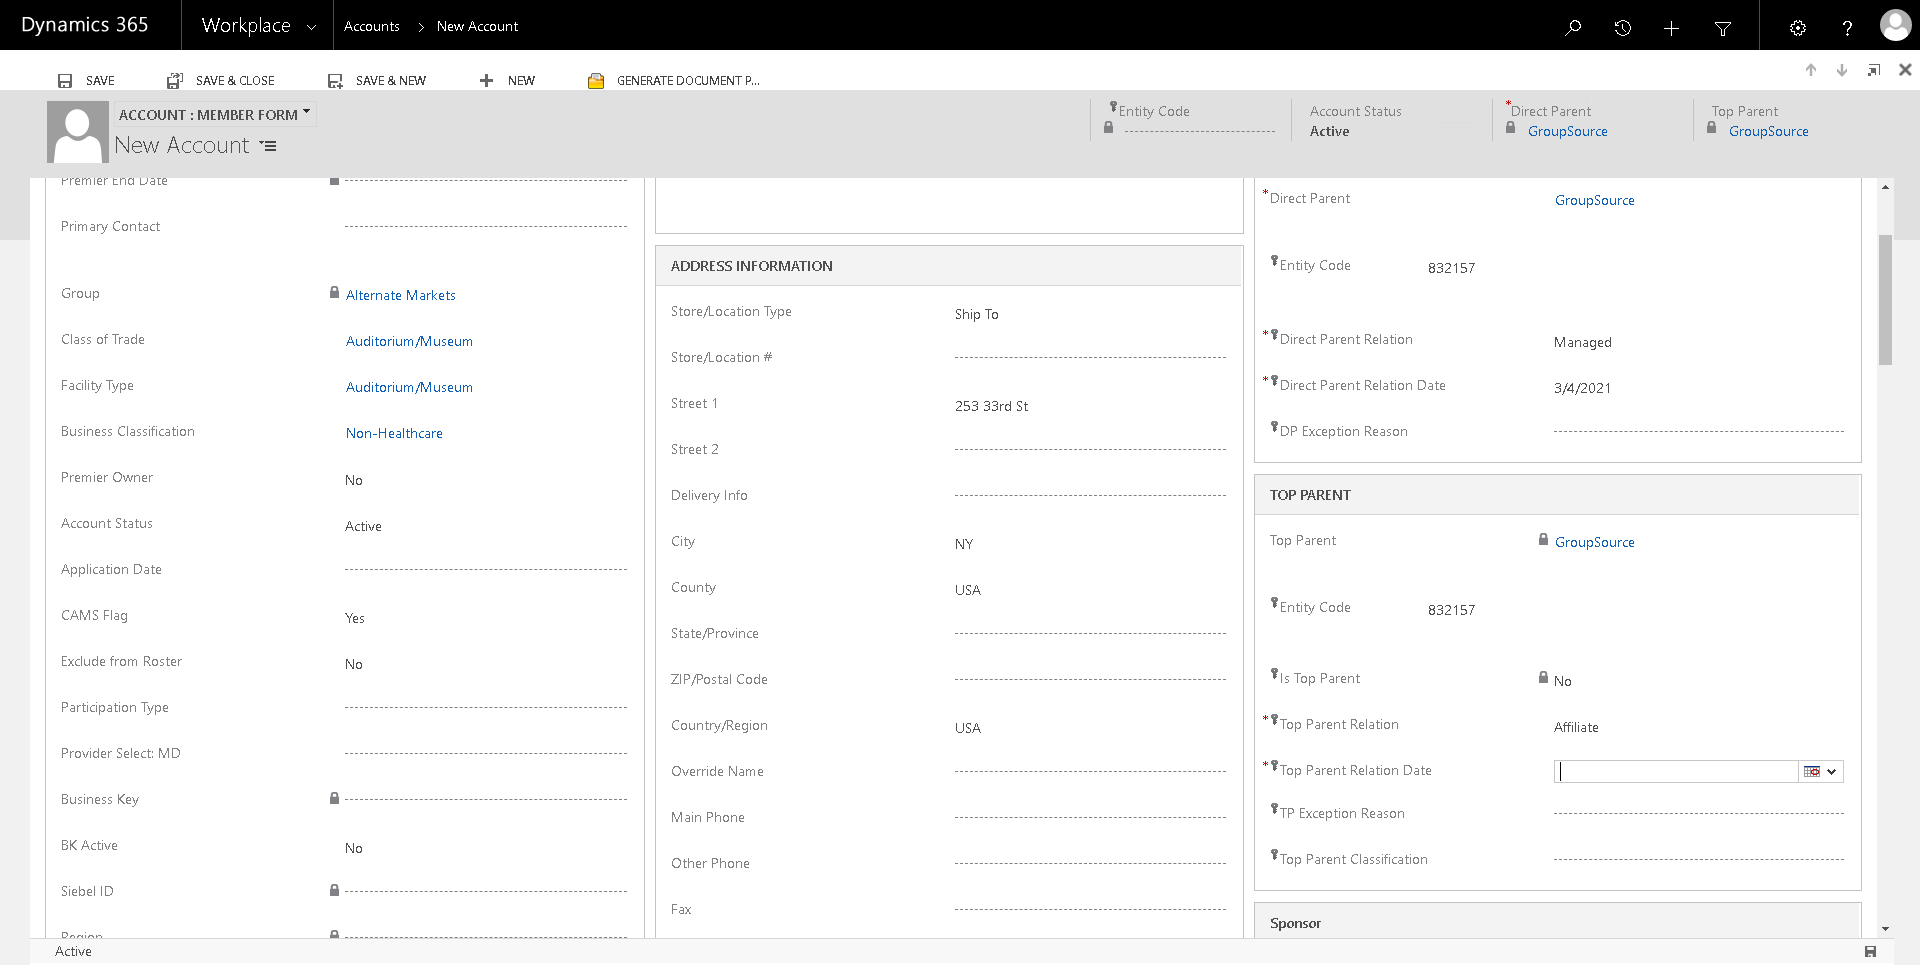 Dynamics 365
Workplace
Accounts > New Account
?
SAVE
SAVE & CLOSE
SAVE & NEW
NEW
GENERATE DOCUMENT P...
ACCOUNT : MEMBER FORM
New Account
Entity Code
Account Status
Active
*Direct Parent
GroupSource
Top Parent
GroupSource
Premier End Date
Primary Contact
Group
Alternate Markets
Class of Trade
Auditorium/Museum
Facility Type
Auditorium/Museum
Business Classification
Non-Healthcare
Premier Owner
No
Account Status
Active
Application Date
CAMS Flag
Yes
Exclude from Roster
No
Participation Type
Provider Select: MD
Business Key
BK Active
No
Siebel ID
Region
ADDRESS INFORMATION
Store/Location Type
Ship To
Store/Location #
Street 1
253 33rd St
Street 2
Delivery Info
City
NY
County
USA
State/Province
ZIP/Postal Code
Country/Region
USA
Override Name
Main Phone
Other Phone
Fax
*Direct Parent
GroupSource
Entity Code
832157
*Direct Parent Relation
Managed
*Direct Parent Relation Date
3/4/2021
DP Exception Reason
TOP PARENT
Top Parent
GroupSource
Entity Code
832157
Is Top Parent
No
*Top Parent Relation
Affiliate
*Top Parent Relation Date
TP Exception Reason
Top Parent Classification
Sponsor
Active